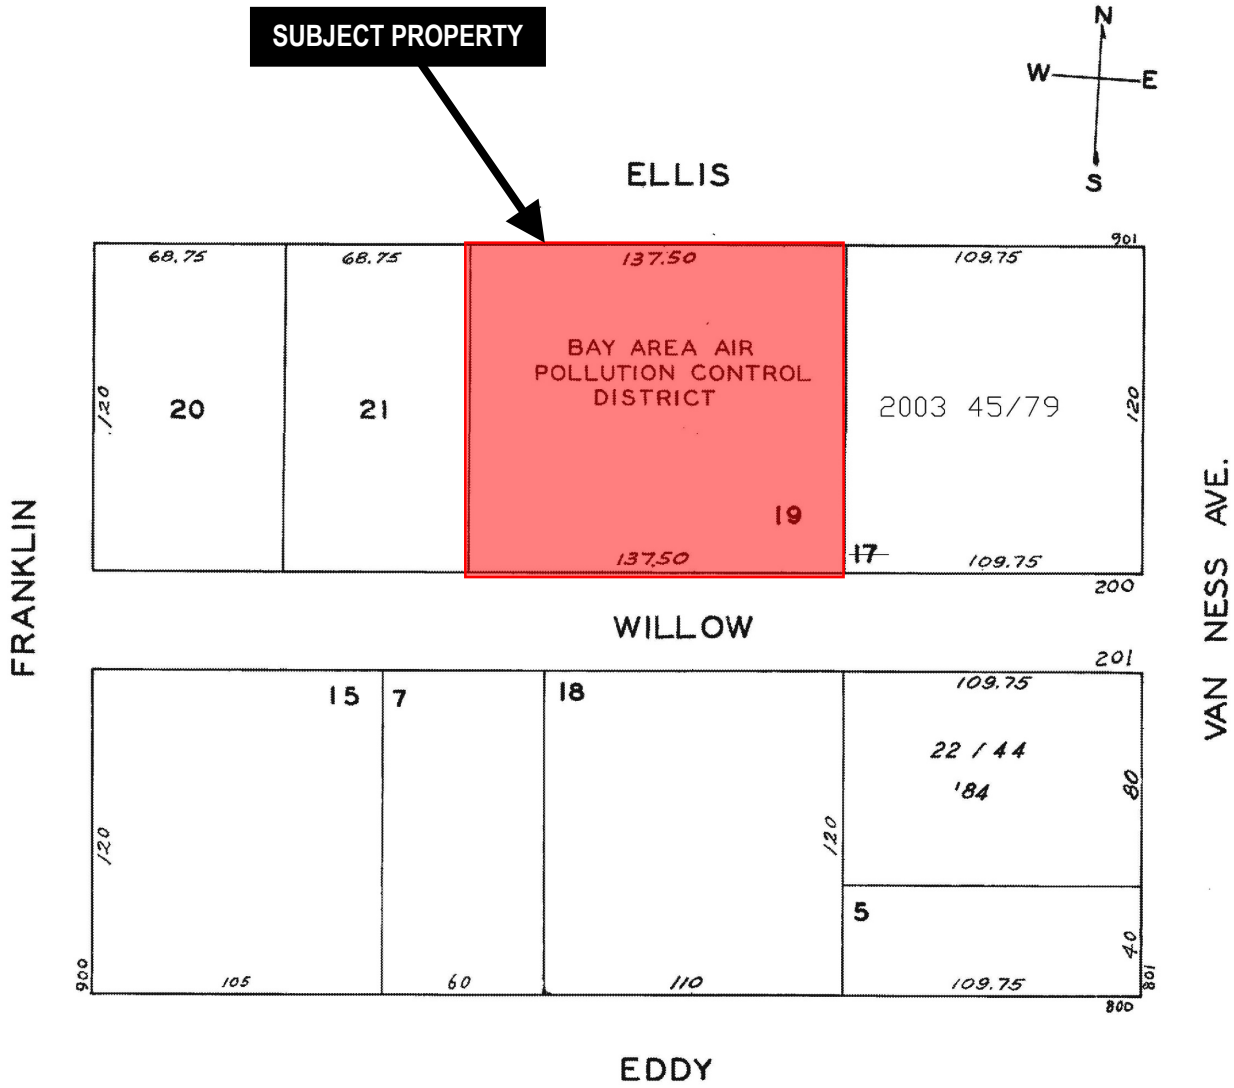 SUBJECT PROPERTY
N
W E
S
ELLIS
901
68.75 68.75 137.50 109.75
BAY AREA AIR
POLLUTION CONTROL
DISTRICT
120 20 21 2003 45/79 120
19
137.50 17 109.75
200
FRANKLIN
VAN NESS AVE.
WILLOW
201
15 7 18 109.75
22 / 44
'84
80
120 120
5
40
900 105 60 110 109.75 801
800
EDDY